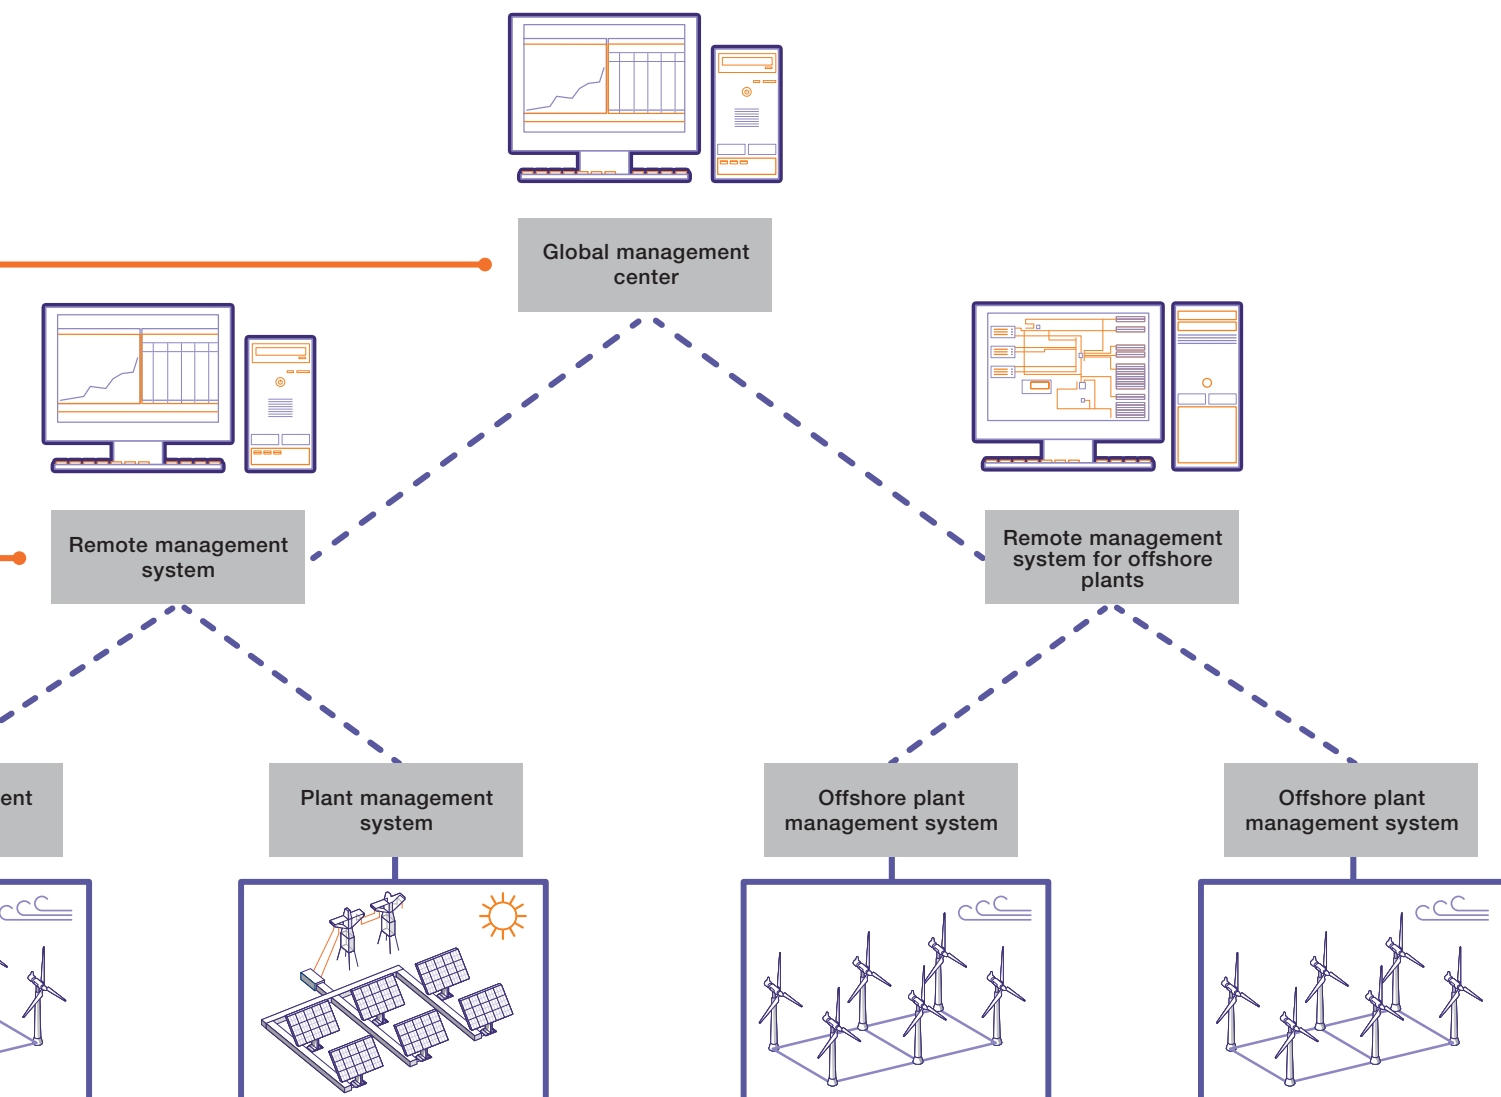 Global management
center
Remote management
system
Remote management
system for offshore
plants
ent
Plant management
system
Offshore plant
management system
Offshore plant
management system